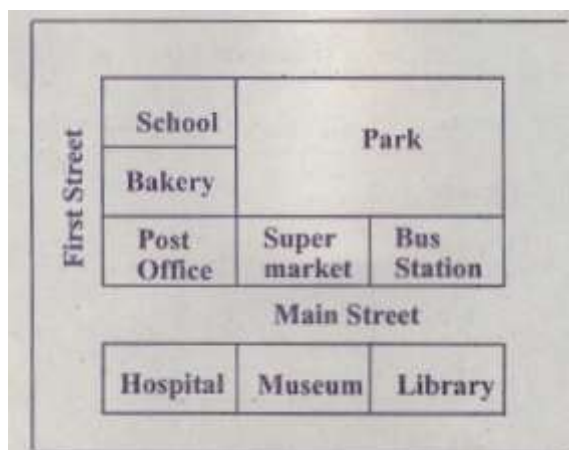 School
Park
Bakery
First Street
Post
Office
Super
market
Bus
Station
Main Street
Hospital
Museum
Library